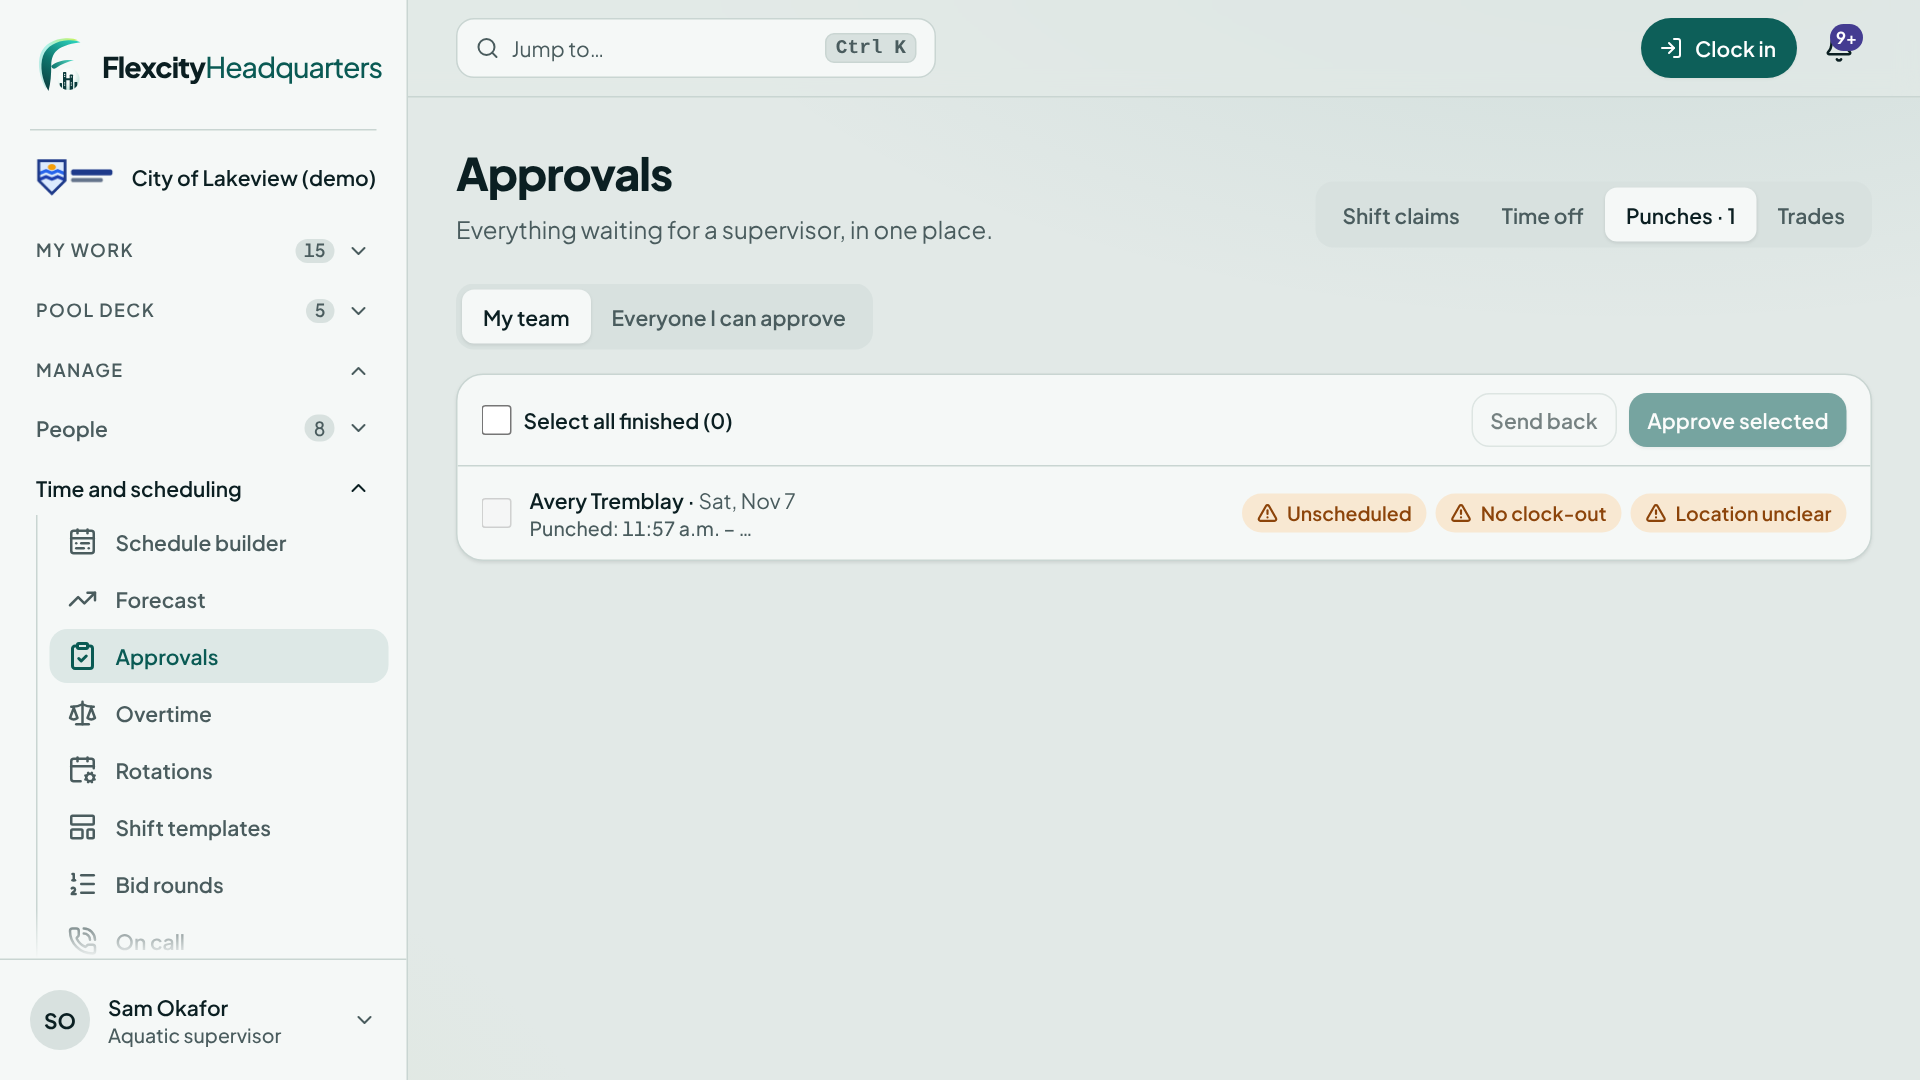 FlexcityHeadquarters
City of Lakeview (demo)
MY WORK 15
POOL DECK 5
MANAGE
People 8
Time and scheduling
Schedule builder
Forecast
Approvals
Overtime
Rotations
Shift templates
Bid rounds
On call
SO
Sam Okafor
Aquatic supervisor
Jump to… Ctrl K
Clock in
9+
Approvals
Everything waiting for a supervisor, in one place.
Shift claims Time off Punches · 1 Trades
My team Everyone I can approve
Select all finished (0) Send back Approve selected
Avery Tremblay · Sat, Nov 7
Punched: 11:57 a.m. – …
Unscheduled No clock-out Location unclear